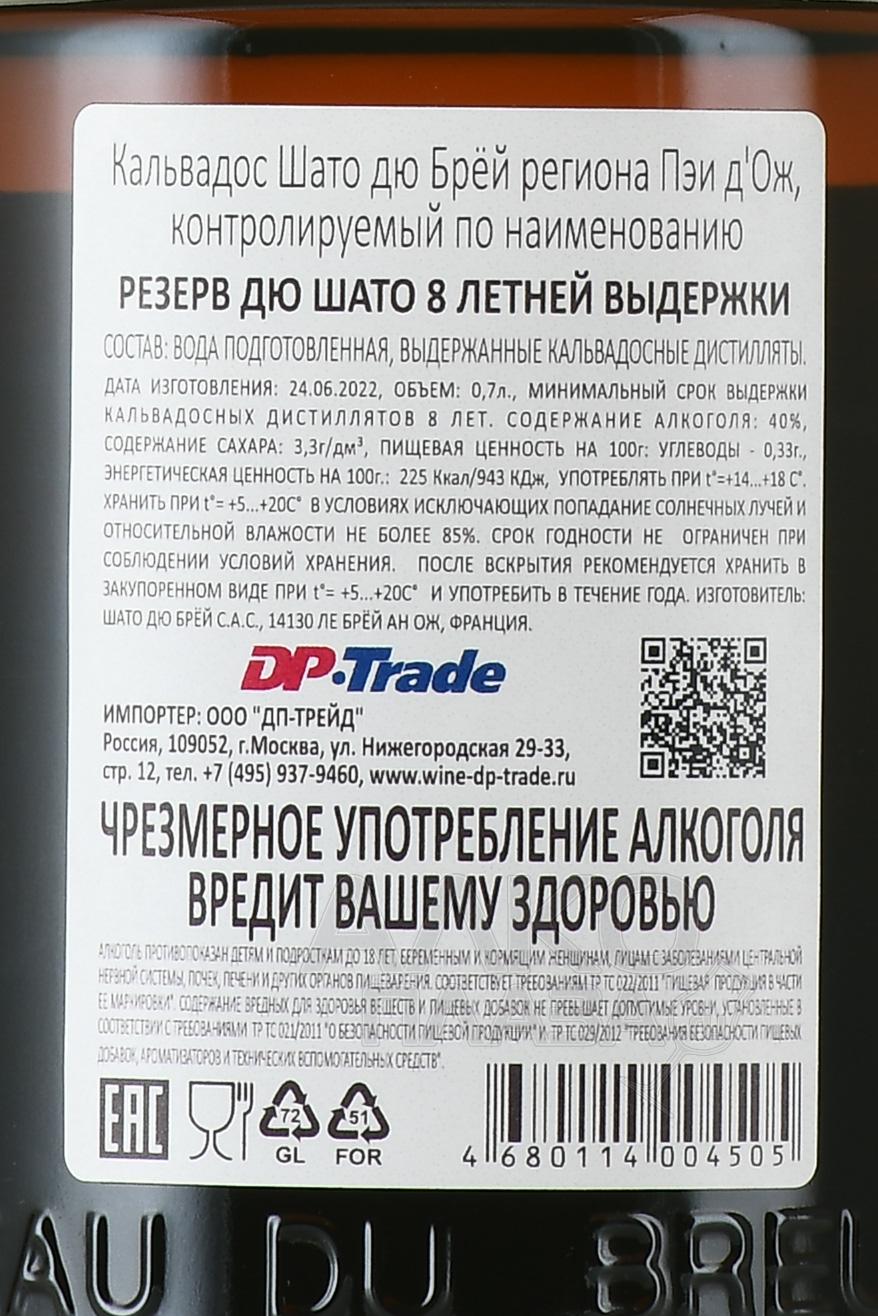 Кальвадос Шато дю Брёй региона Пэи д'Ож,
контролируемый по наименованию
РЕЗЕРВ ДЮ ШАТО 8 ЛЕТНЕЙ ВЫДЕРЖКИ
СОСТАВ: ВОДА ПОДГОТОВЛЕННАЯ, ВЫДЕРЖАННЫЕ КАЛЬВАДОСНЫЕ ДИСТИЛЛЯТЫ.
ДАТА ИЗГОТОВЛЕНИЯ: 24.06.2022, ОБЪЕМ: 0,7л., МИНИМАЛЬНЫЙ СРОК ВЫДЕРЖКИ
КАЛЬВАДОСНЫХ ДИСТИЛЛЯТОВ 8 ЛЕТ. СОДЕРЖАНИЕ АЛКОГОЛЯ: 40%,
СОДЕРЖАНИЕ САХАРА: 3,3г/дм³, ПИЩЕВАЯ ЦЕННОСТЬ НА 100г: УГЛЕВОДЫ - 0,33г.,
ЭНЕРГЕТИЧЕСКАЯ ЦЕННОСТЬ НА 100г.: 225 Ккал/943 КДж, УПОТРЕБЛЯТЬ ПРИ t°=+14...+18 C°.
ХРАНИТЬ ПРИ t°= +5...+20C° В УСЛОВИЯХ ИСКЛЮЧАЮЩИХ ПОПАДАНИЕ СОЛНЕЧНЫХ ЛУЧЕЙ И
ОТНОСИТЕЛЬНОЙ ВЛАЖОСТИ НЕ БОЛЕЕ 85%. СРОК ГОДНОСТИ НЕ ОГРАНИЧЕН ПРИ
СОБЛЮДЕНИИ УСЛОВИЙ ХРАНЕНИЯ. ПОСЛЕ ВСКРЫТИЯ РЕКОМЕНДУЕТСЯ ХРАНИТЬ В
ЗАКУПОРЕННОМ ВИДЕ ПРИ t°= +5...+20C° И УПОТРЕБИТЬ В ТЕЧЕНИЕ ГОДА. ИЗГОТОВИТЕЛЬ:
ШАТО ДЮ БРЁЙ С.А.С., 14130 ЛЕ БРЁЙ АН ОЖ, ФРАНЦИЯ.
DP-Trade
ИМПОРТЕР: ООО "ДП-ТРЕЙД"
Россия, 109052, г.Москва, ул. Нижегородская 29-33,
стр. 12, тел. +7 (495) 937-9460, www.wine-dp-trade.ru
ЧРЕЗМЕРНОЕ УПОТРЕБЛЕНИЕ АЛКОГОЛЯ
ВРЕДИТ ВАШЕМУ ЗДОРОВЬЮ
АЛКОГОЛЬ ПРОТИВОПОКАЗАН ДЕТЯМ И ПОДРОСТКАМ ДО 18 ЛЕТ, БЕРЕМЕННЫМ И КОРМЯЩИМ ЖЕНЩИНАМ, ЛИЦАМ С ЗАБОЛЕВАНИЯМИ ЦЕНТРАЛЬНОЙ
НЕРВНОЙ СИСТЕМЫ, ПОЧЕК, ПЕЧЕНИ И ДРУГИХ ОРГАНОВ ПИЩЕВАРЕНИЯ. СООТВЕТСТВУЕТ ТРЕБОВАНИЯМ ТР ТС 022/2011 "ПИЩЕВАЯ ПРОДУКЦИЯ В ЧАСТИ
ЕЕ МАРКИРОВКИ". СОДЕРЖАНИЕ ВРЕДНЫХ ДЛЯ ЗДОРОВЬЯ ВЕЩЕСТВ И ПИЩЕВЫХ ДОБАВОК НЕ ПРЕВЫШАЕТ ДОПУСТИМЫЕ УРОВНИ, УСТАНОВЛЕННЫЕ В
СООТВЕТСТВИИ С ТРЕБОВАНИЯМИ ТР ТС 021/2011 "О БЕЗОПАСНОСТИ ПИЩЕВОЙ ПРОДУКЦИИ" И ТР ТС 029/2012 "ТРЕБОВАНИЯ БЕЗОПАСНОСТИ ПИЩЕВЫХ
ДОБАВОК, АРОМАТИЗАТОРОВ И ТЕХНИЧЕСКИХ ВСПОМОГАТЕЛЬНЫХ СРЕДСТВ".
EAC
72
GL
51
FOR
4 680114 004505
AU DU BREU